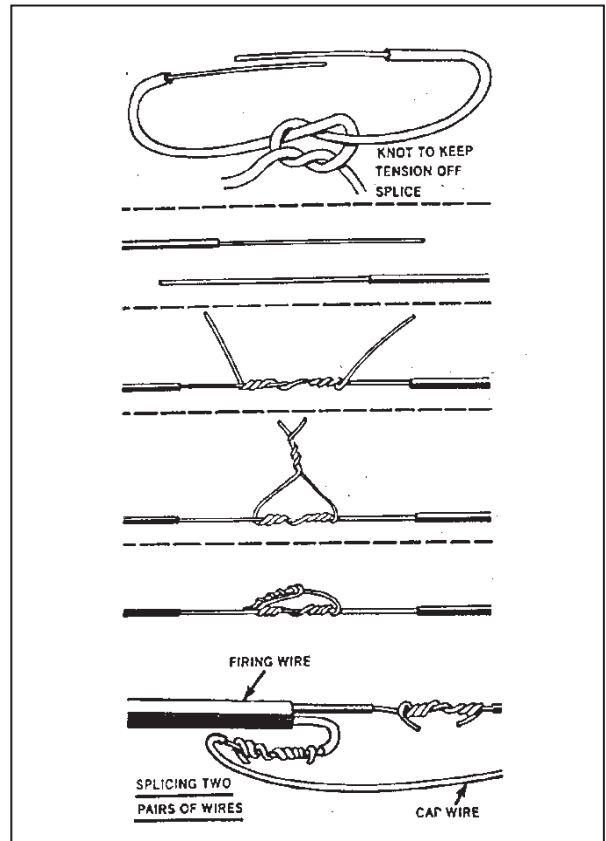 KNOT TO KEEP
TENSION OFF
SPLICE
FIRING WIRE
SPLICING TWO
PAIRS OF WIRES
CAP WIRE